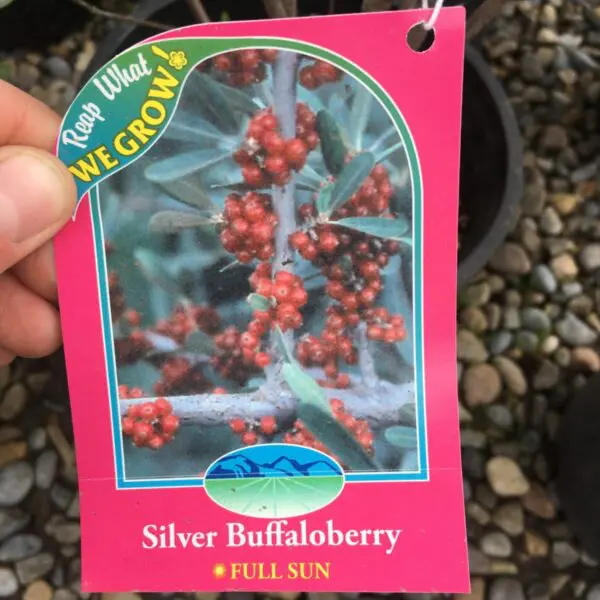 Reap What
WE GROW!
Silver Buffaloberry
FULL SUN